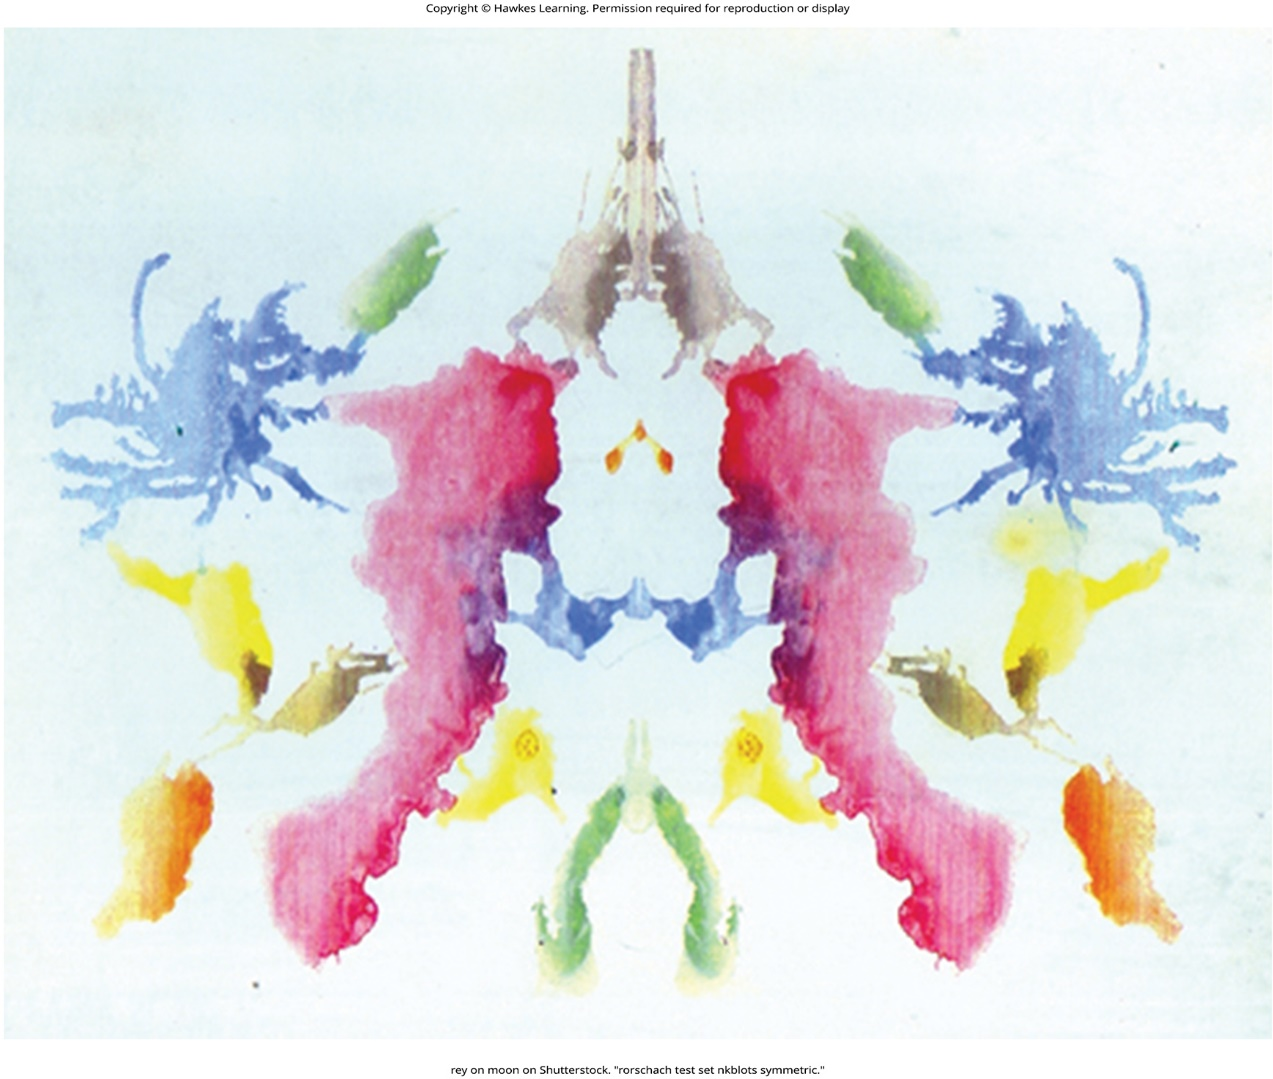 Copyright © Hawkes Learning. Permission required for reproduction or display
rey on moon on Shutterstock. "rorschach test set nkblots symmetric."